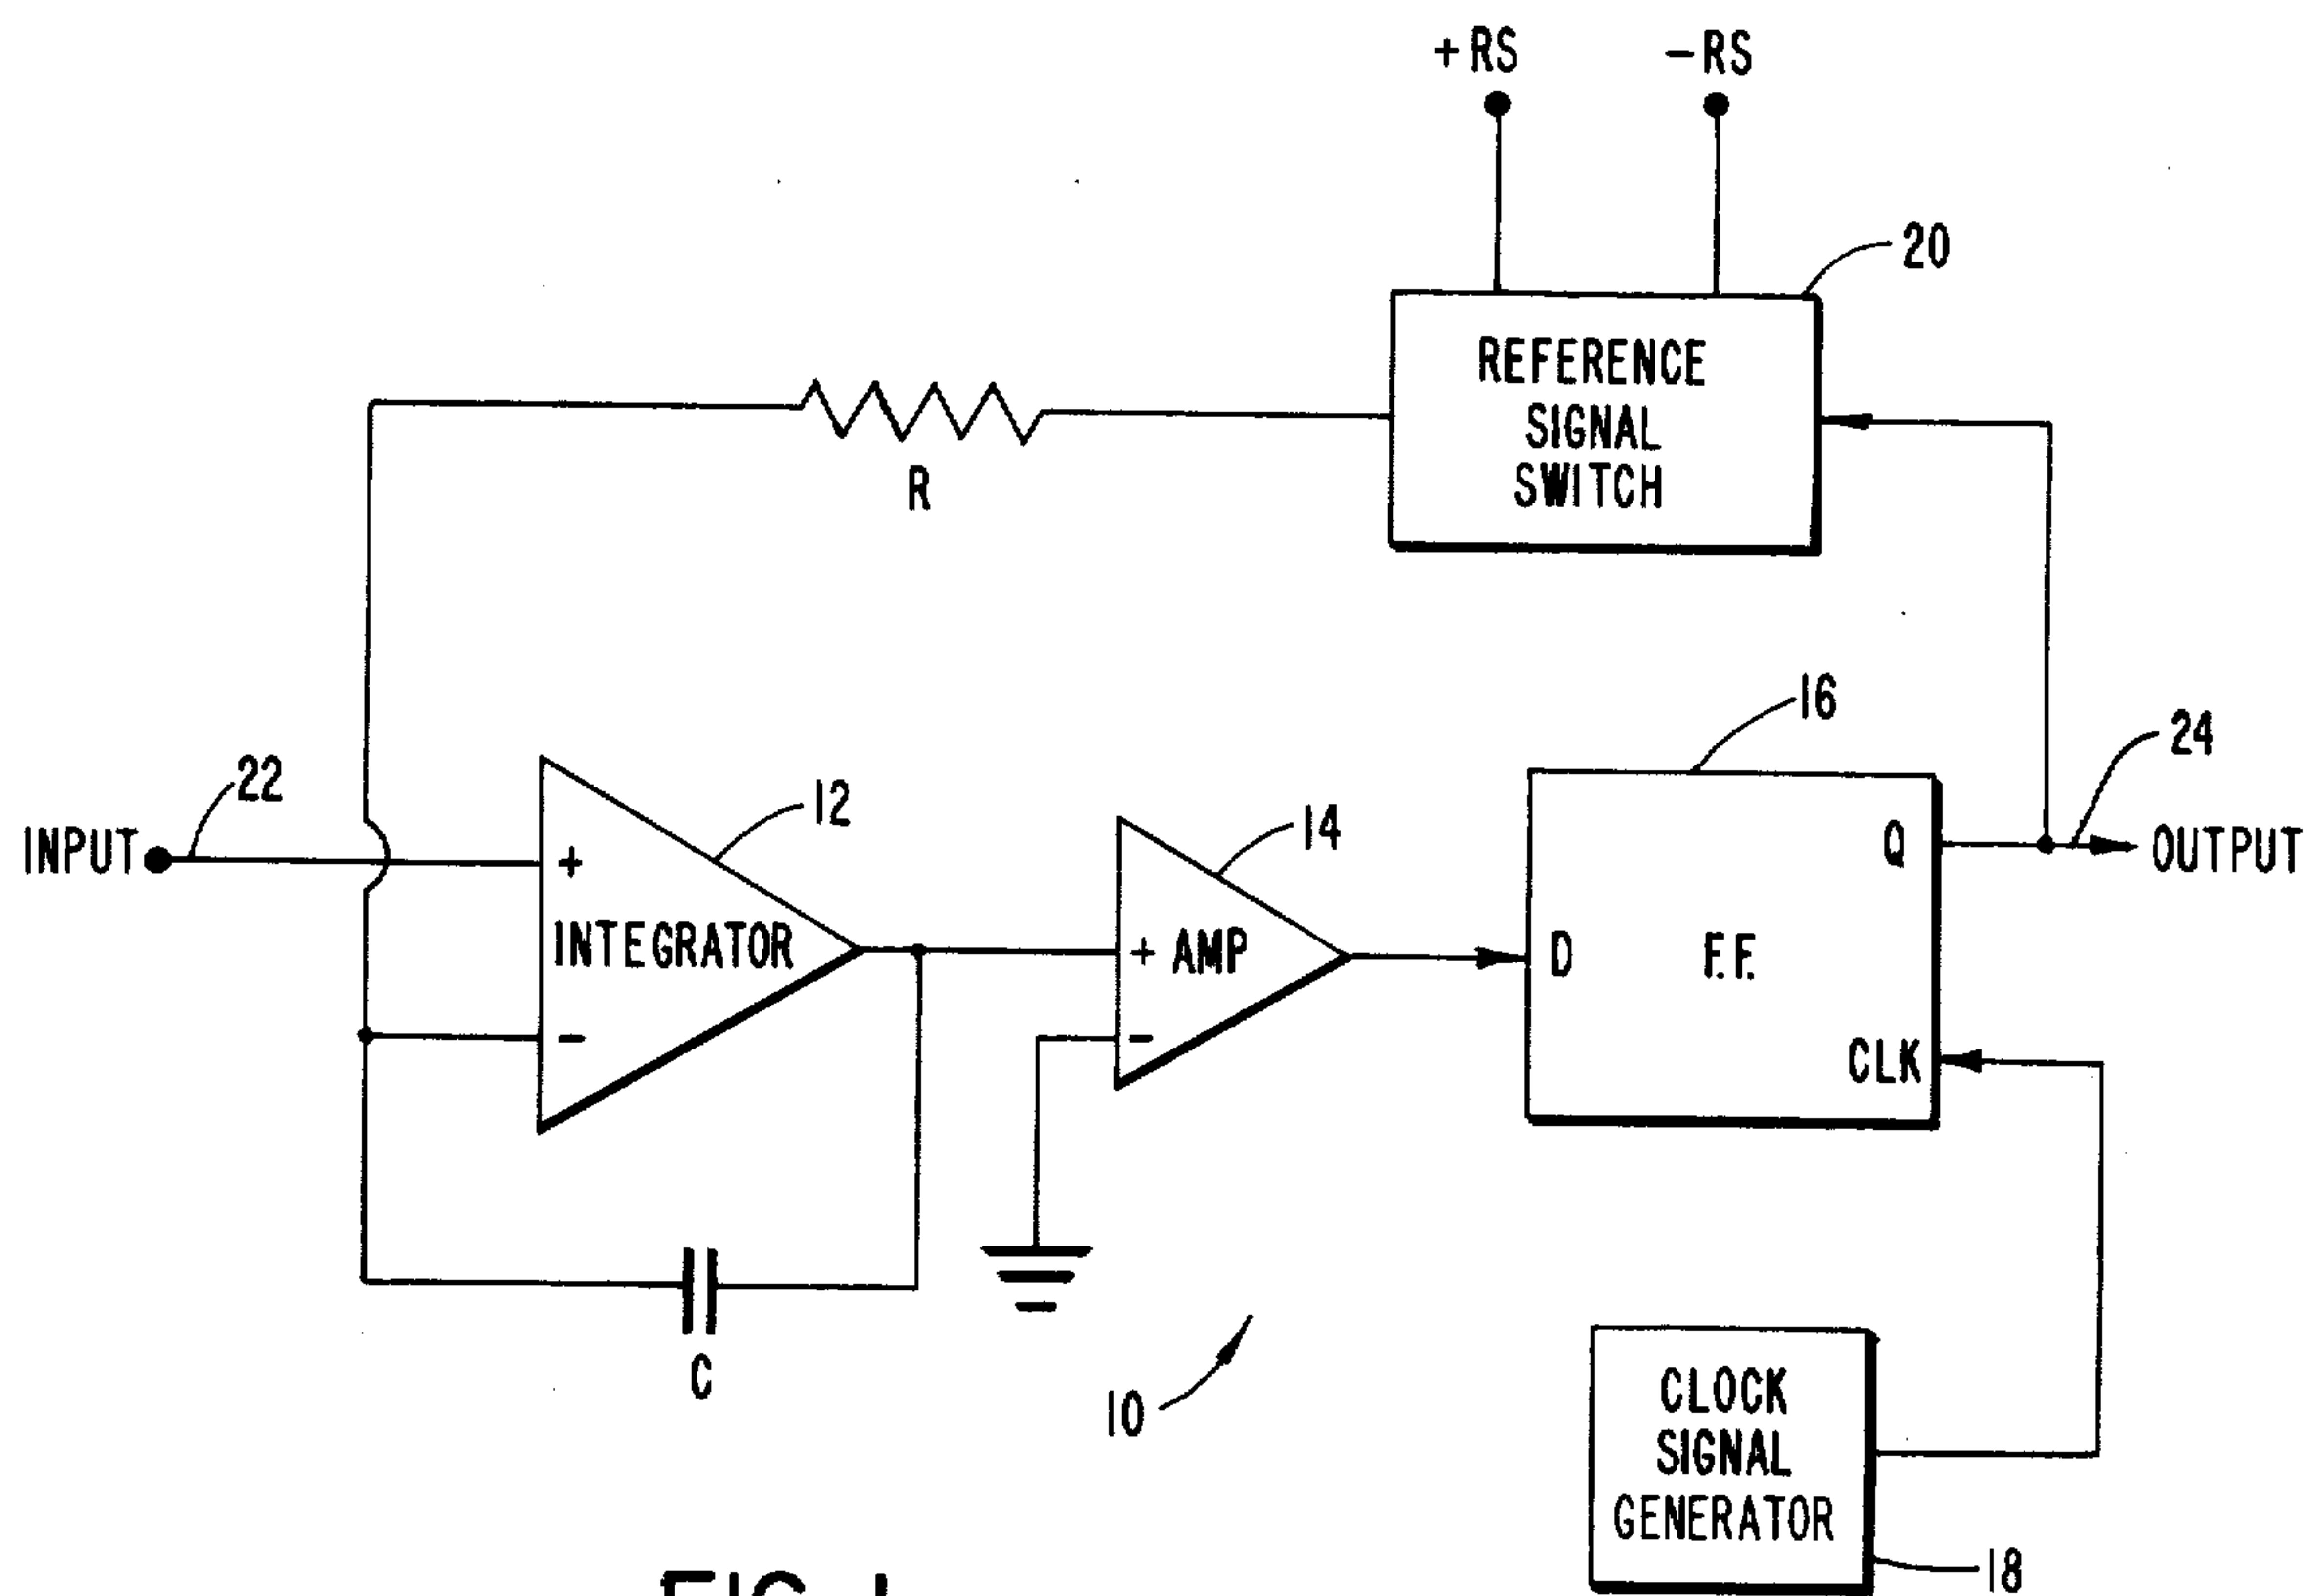 +RS
-RS
20
REFERENCE
SIGNAL
SWITCH
R
16
24
22
12
14
INPUT
+
INTEGRATOR
-
+ AMP
-
D
F.F.
Q
CLK
OUTPUT
C
10
CLOCK
SIGNAL
GENERATOR
18